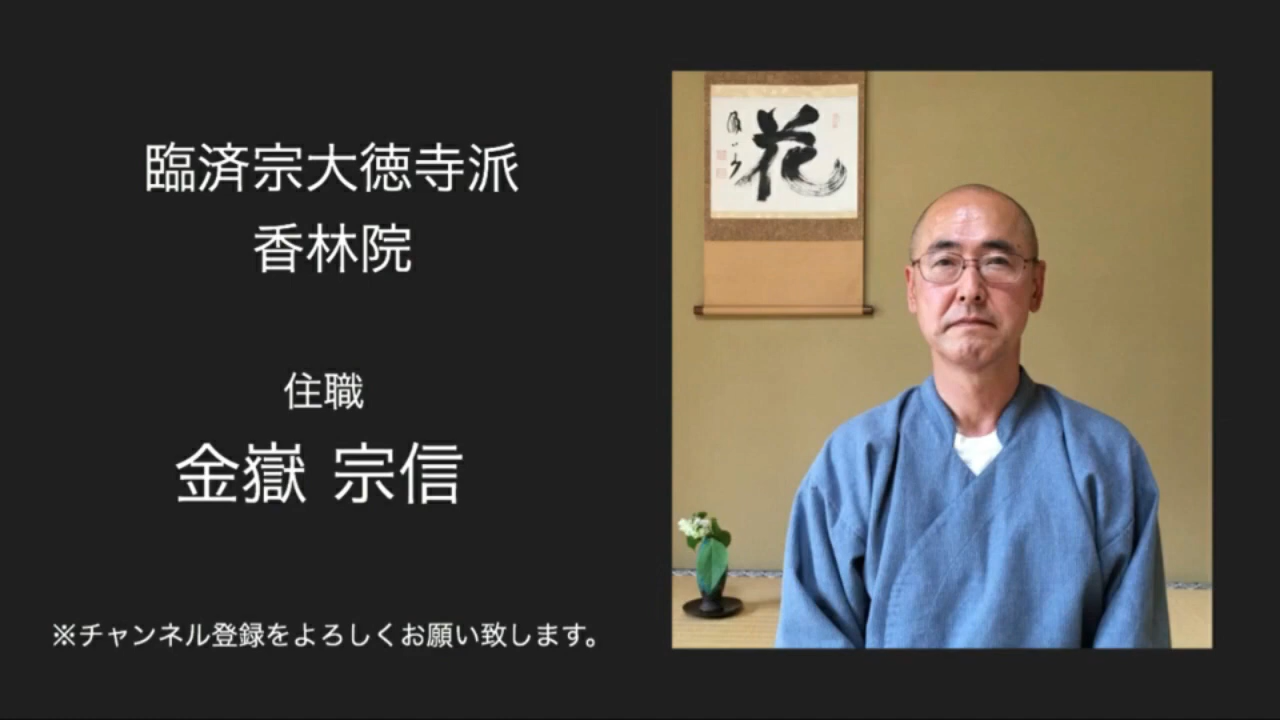 臨済宗大徳寺派
香林院
住職
金嶽 宗信
※チャンネル登録をよろしくお願い致します。
花